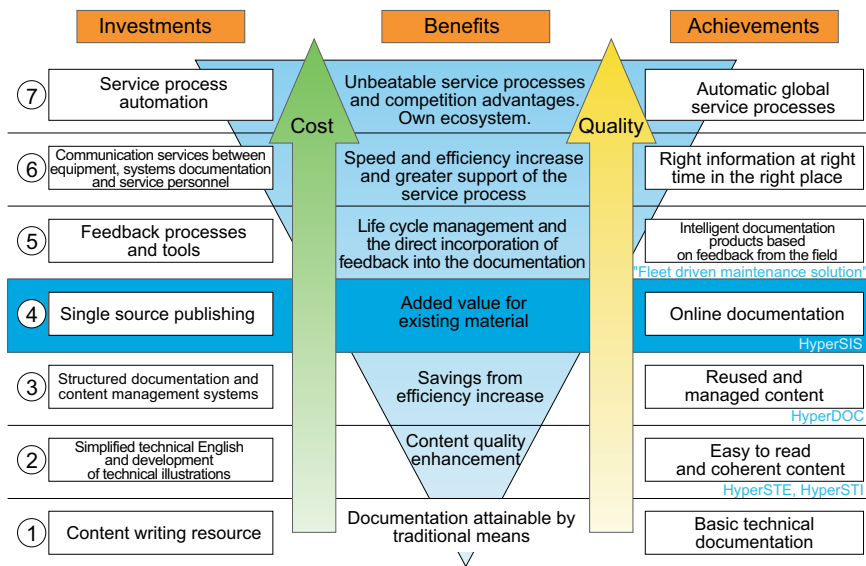 Investments
Benefits
Achievements
7
Service process
automation
Cost
Unbeatable service processes
and competition advantages.
Own ecosystem.
Quality
Automatic global
service processes
6
Communication services between
equipment, systems documentation
and service personnel
Speed and efficiency increase
and greater support of the
service process
Right information at right
time in the right place
5
Feedback processes
and tools
Life cycle management and
the direct incorporation of
feedback into the documentation
Intelligent documentation
products based
on feedback from the field
"Fleet driven maintenance solution"
4
Single source publishing
Added value for
existing material
Online documentation
HyperSIS
3
Structured documentation and
content management systems
Savings from
efficiency increase
Reused and
managed content
HyperDOC
2
Simplified technical English
and development
of technical illustrations
Content quality
enhancement
Easy to read
and coherent content
HyperSTE, HyperSTI
1
Content writing resource
Documentation attainable by
traditional means
Basic technical
documentation